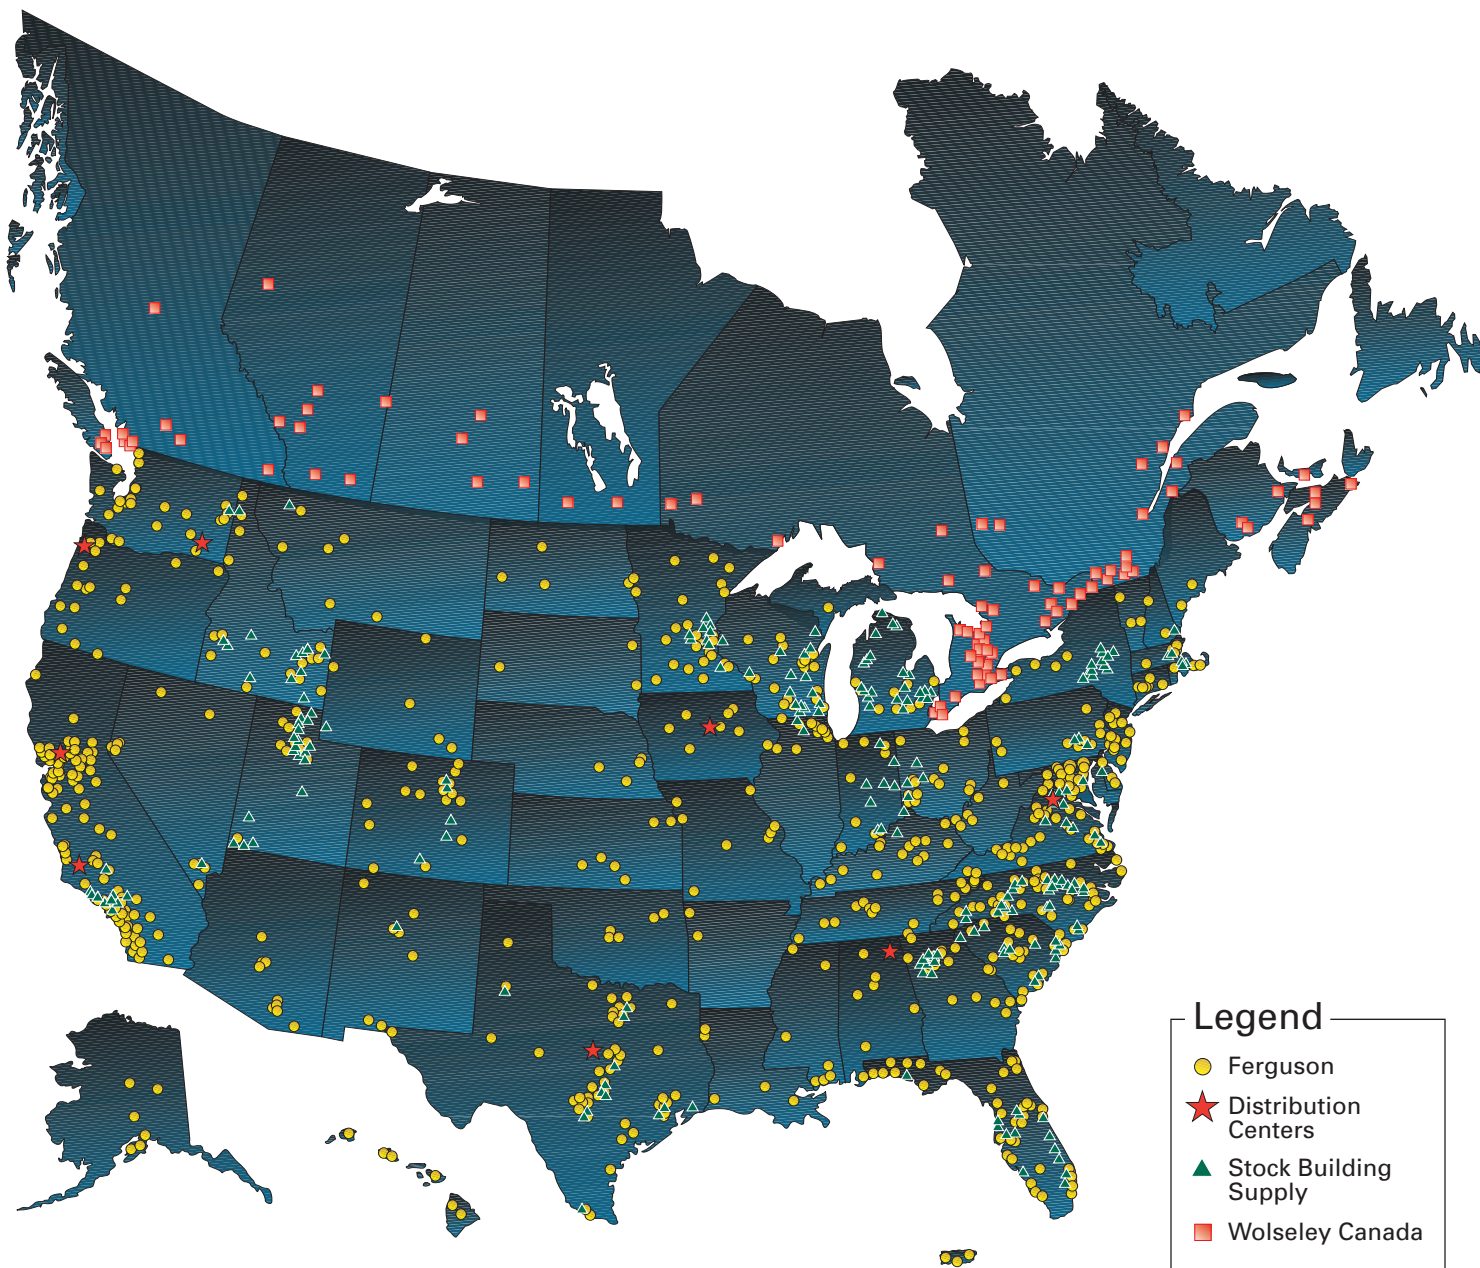 Legend
Ferguson
Distribution
Centers
Stock Building
Supply
Wolseley Canada